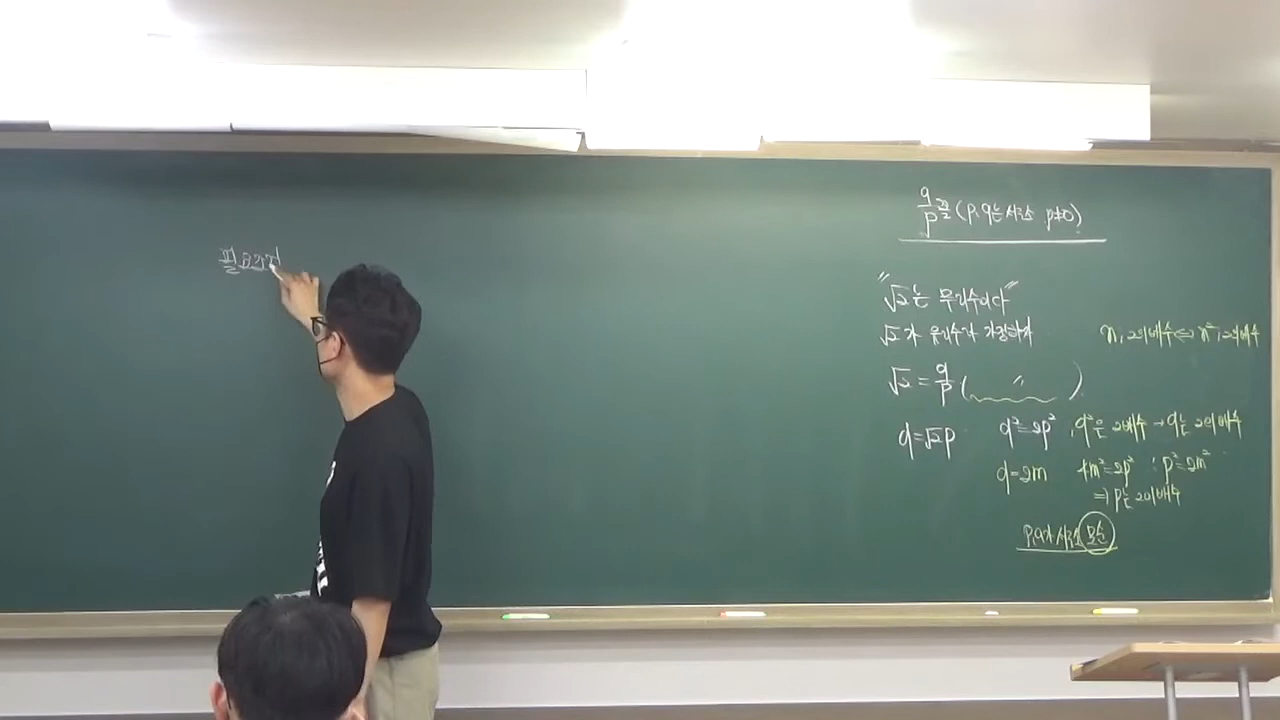 필요조건
q/p 꼴 (p, q는 서로소 p≠0)
"√2는 무리수이다"
√2가 유리수라 가정하자
n, 2의배수 ⇔ n², 2의배수
√2 = q/p ( 〃 )
q=√2p q²=2p², q²은 2배수 → q는 2의배수
q=2m 4m²=2p² ∴ p²=2m²
⇒ p는 2의배수
p,q가 서로소 모순